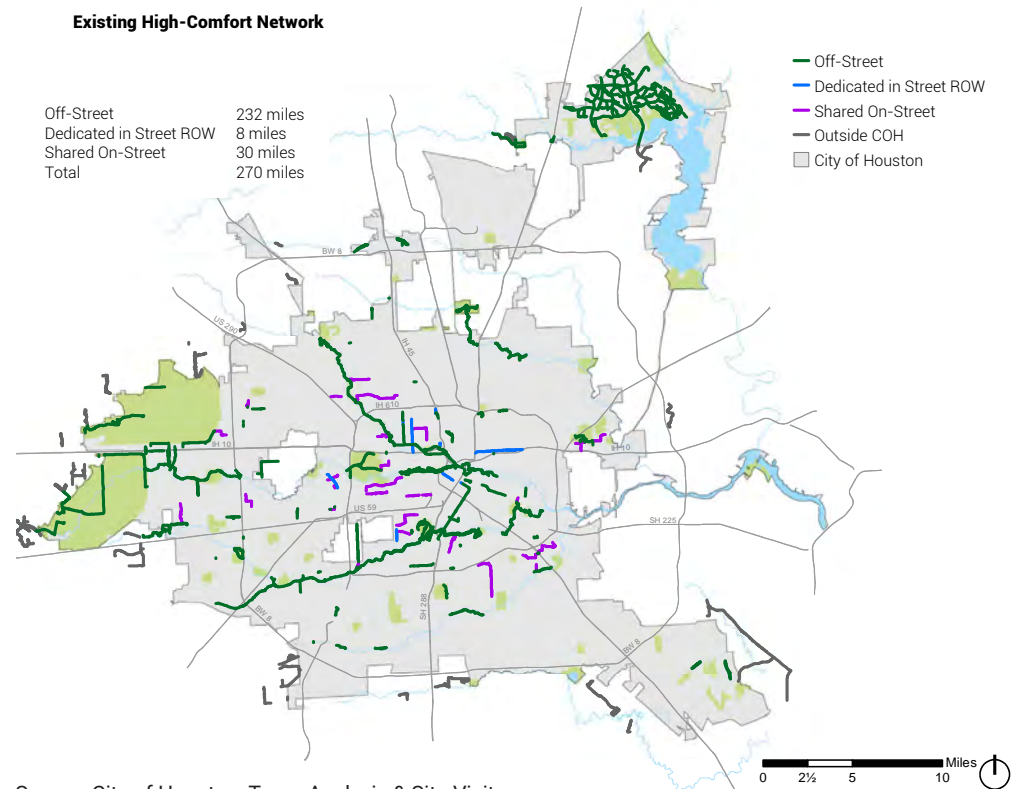 Existing High-Comfort Network
Off-Street 232 miles
Dedicated in Street ROW 8 miles
Shared On-Street 30 miles
Total 270 miles
Off-Street
Dedicated in Street ROW
Shared On-Street
Outside COH
City of Houston
BW 8
US 290
IH 45
IH 610
IH 10
IH 10
US 59
SH 225
SH 288
BW 8
BW 8
Miles
0 2½ 5 10